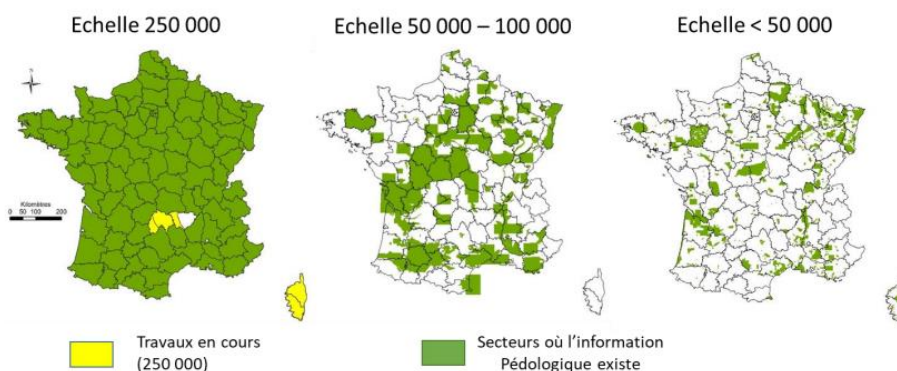 Echelle 250 000
Echelle 50 000 – 100 000
Echelle < 50 000
N
Kilomètres
0 50 100 200
Travaux en cours
(250 000)
Secteurs où l’information
Pédologique existe